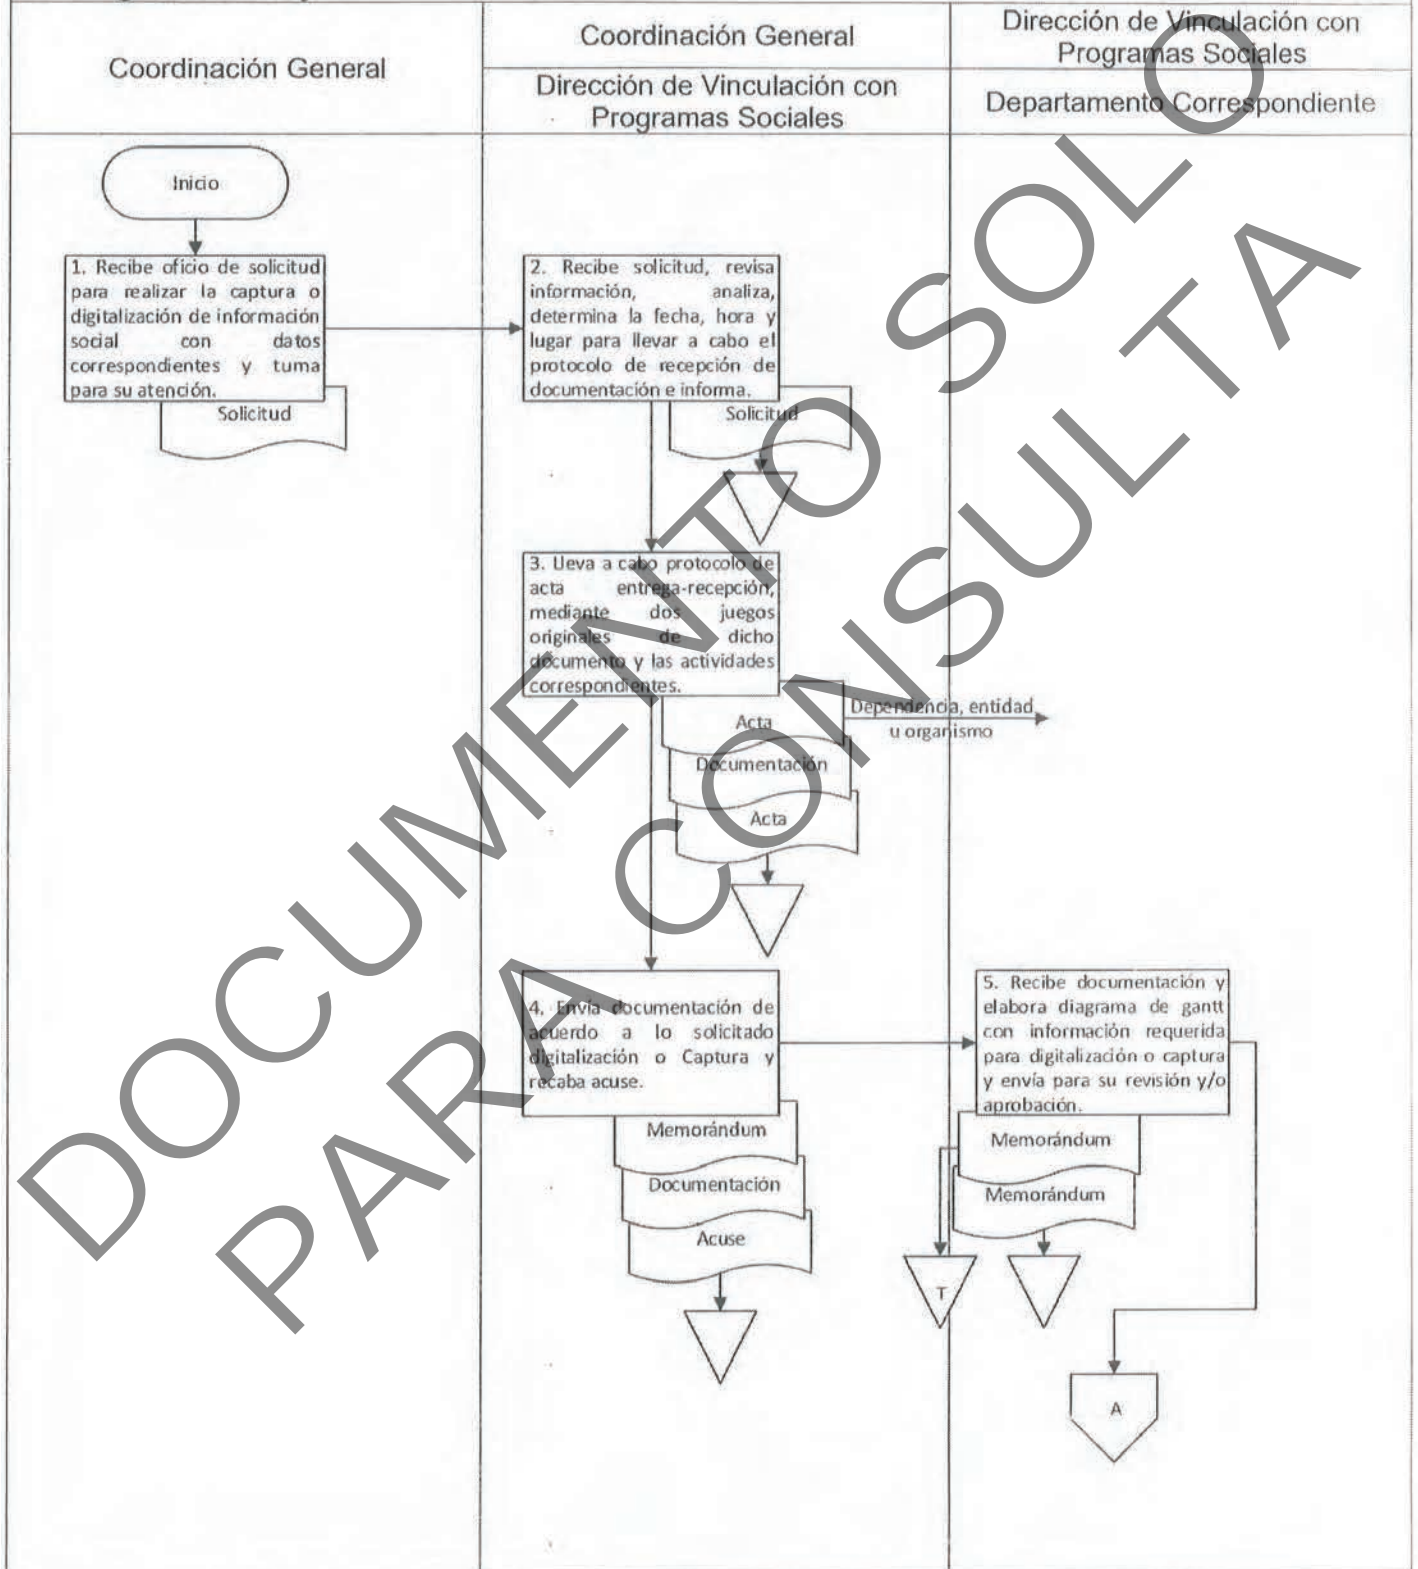 Coordinación General
Coordinación General
Dirección de Vinculación con
Programas Sociales
Dirección de Vinculación con
Programas Sociales
Departamento Correspondiente
Inicio
1. Recibe oficio de solicitud
para realizar la captura o
digitalización de información
social con datos
correspondientes y tuma
para su atención.
Solicitud
2. Recibe solicitud, revisa
información, analiza,
determina la fecha, hora y
lugar para llevar a cabo el
protocolo de recepción de
documentación e informa.
Solicitud
3. Lleva a cabo protocolo de
acta entrega-recepción,
mediante dos juegos
originales de dicho
documento y las actividades
correspondientes.
Acta
Dependencia, entidad
u organismo
Documentación
Acta
4. Envía documentación de
acuerdo a lo solicitado
digitalización o Captura y
recaba acuse.
Memorándum
Documentación
Acuse
5. Recibe documentación y
elabora diagrama de gantt
con información requerida
para digitalización o captura
y envía para su revisión y/o
aprobación.
Memorándum
Memorándum
T
A
DOCUMENTO SOLO
PARA CONSULTA